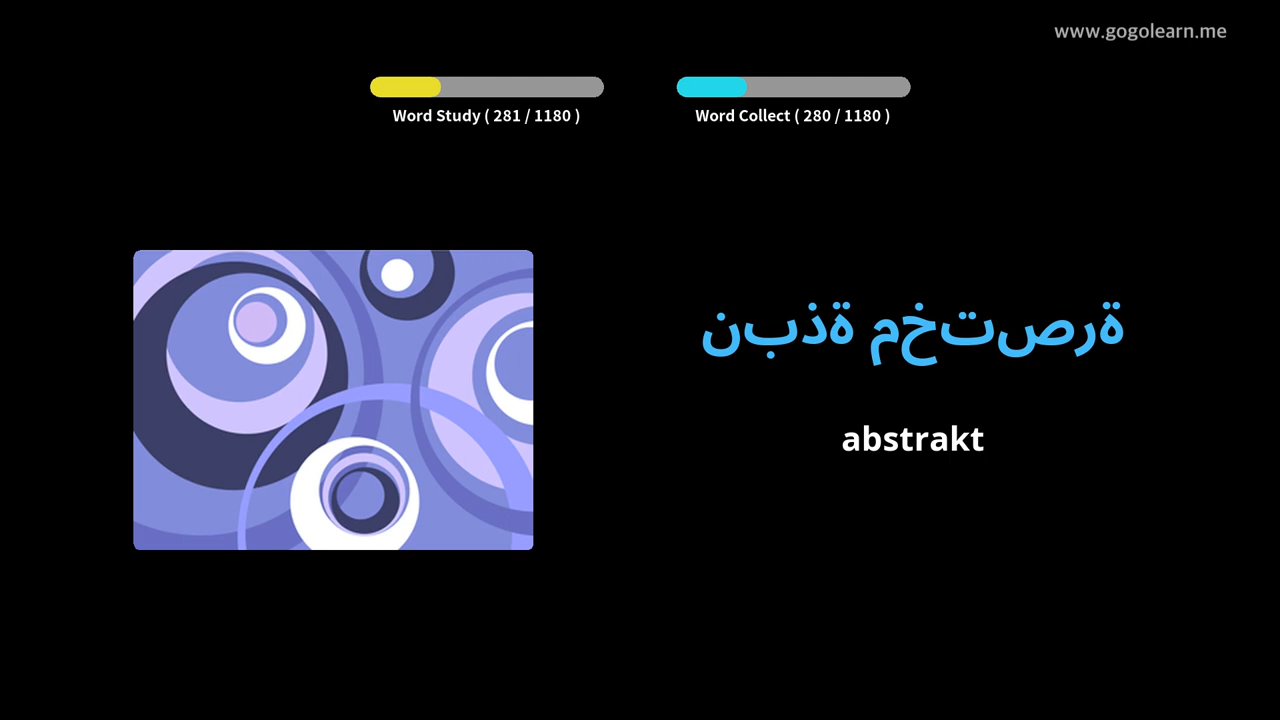 www.gogolearn.me
Word Study ( 281 / 1180 )
Word Collect ( 280 / 1180 )
نبذة مختصرة
abstrakt